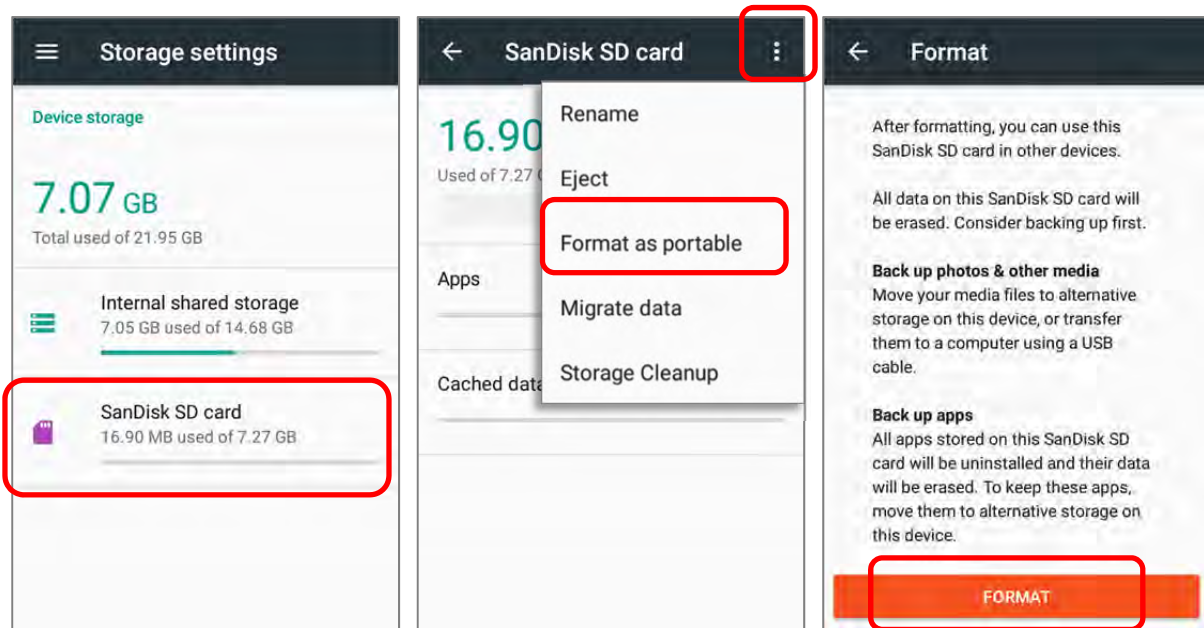 Storage settings
Device storage
7.07 GB
Total used of 21.95 GB
Internal shared storage
7.05 GB used of 14.68 GB
SanDisk SD card
16.90 MB used of 7.27 GB
SanDisk SD card
16.90
Used of 7.27
Apps
Cached data
Rename
Eject
Format as portable
Migrate data
Storage Cleanup
Format
After formatting, you can use this
SanDisk SD card in other devices.
All data on this SanDisk SD card will
be erased. Consider backing up first.
Back up photos & other media
Move your media files to alternative
storage on this device, or transfer
them to a computer using a USB
cable.
Back up apps
All apps stored on this SanDisk SD
card will be uninstalled and their data
will be erased. To keep these apps,
move them to alternative storage on
this device.
FORMAT